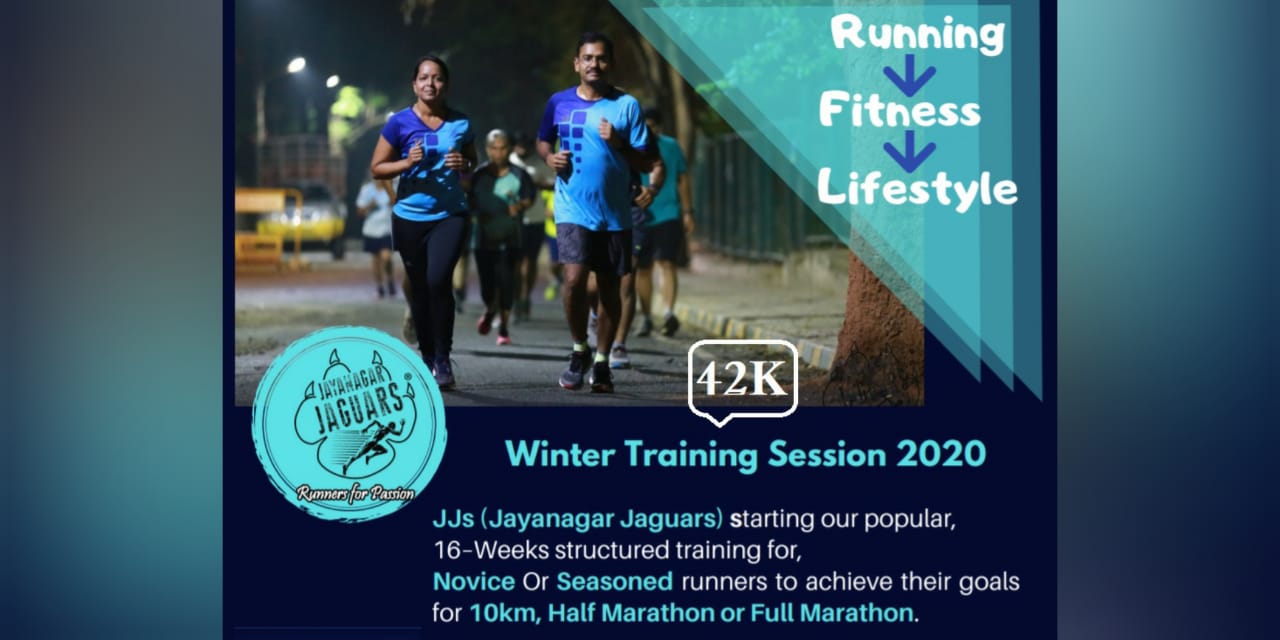 Running
Fitness
Lifestyle
42K
JAYANAGAR
JAGUARS®
Runners for Passion
Winter Training Session 2020
JJs (Jayanagar Jaguars) starting our popular,
16-Weeks structured training for,
Novice Or Seasoned runners to achieve their goals
for 10km, Half Marathon or Full Marathon.